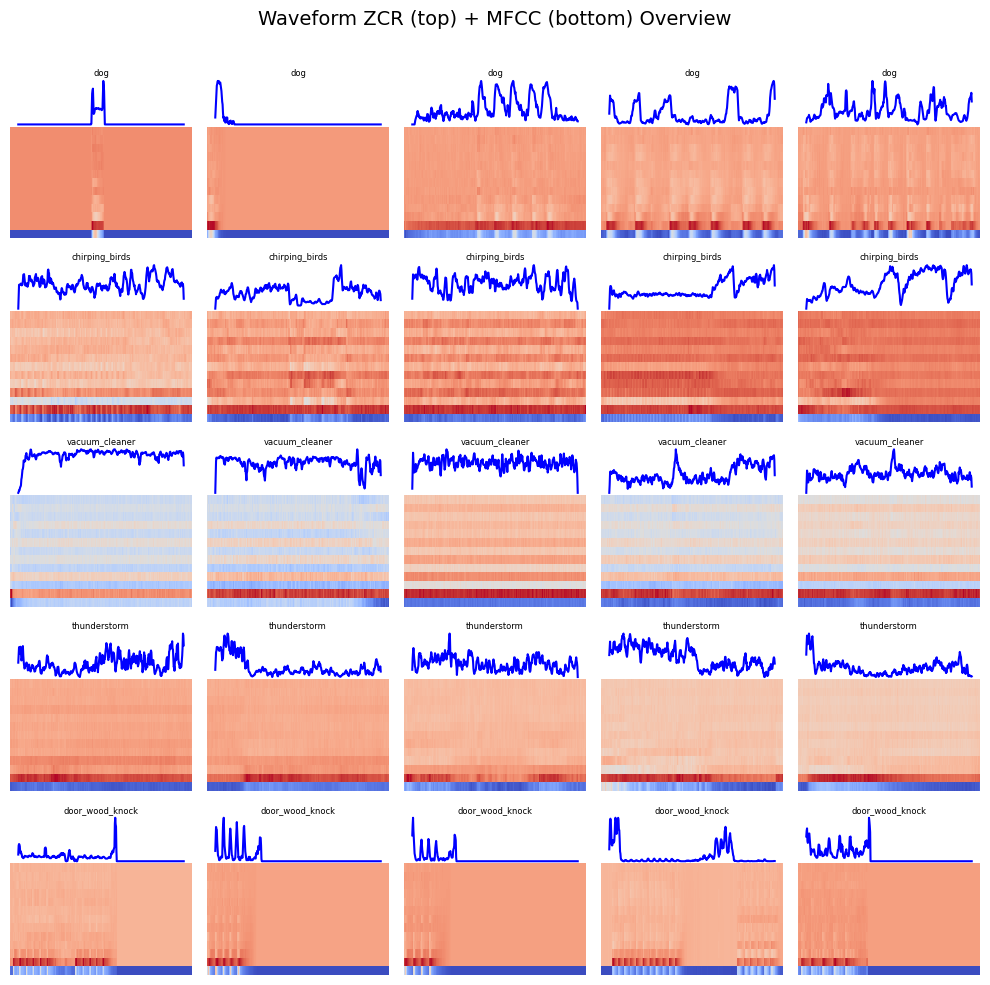 Waveform ZCR (top) + MFCC (bottom) Overview
dog dog dog dog dog
chirping_birds chirping_birds chirping_birds chirping_birds chirping_birds
vacuum_cleaner vacuum_cleaner vacuum_cleaner vacuum_cleaner vacuum_cleaner
thunderstorm thunderstorm thunderstorm thunderstorm thunderstorm
door_wood_knock door_wood_knock door_wood_knock door_wood_knock door_wood_knock